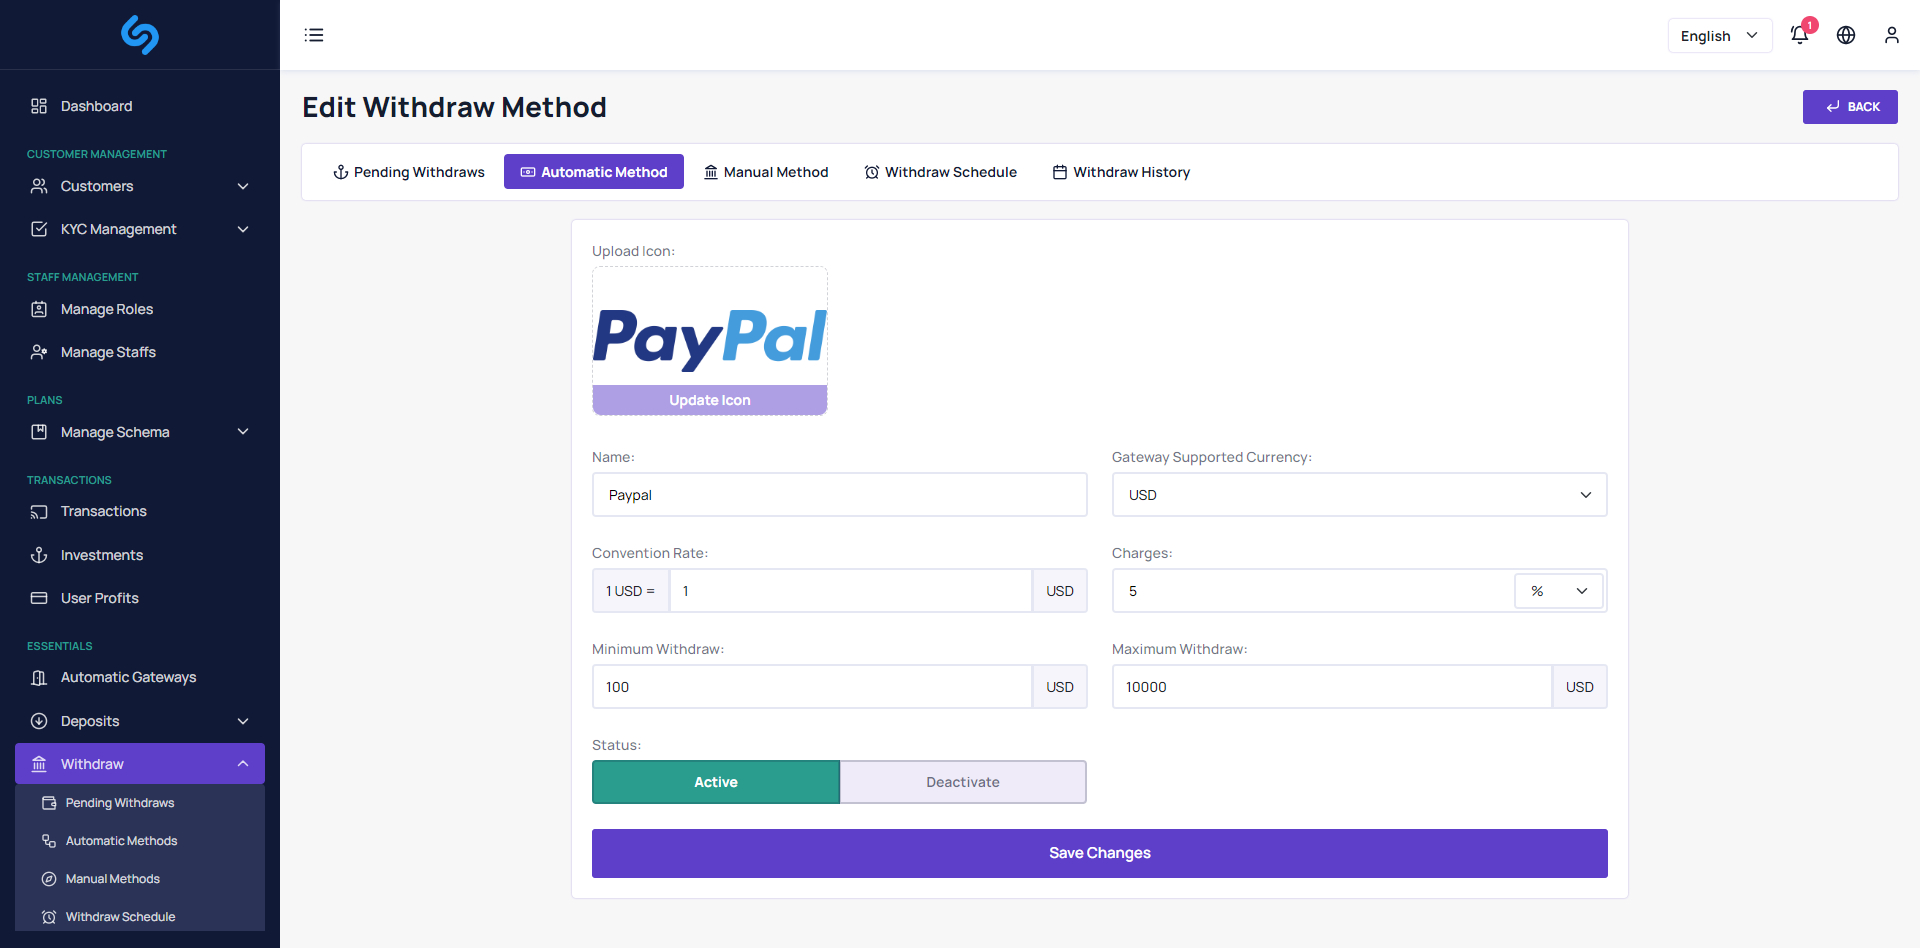 English
1
Dashboard
CUSTOMER MANAGEMENT
Customers
KYC Management
STAFF MANAGEMENT
Manage Roles
Manage Staffs
PLANS
Manage Schema
TRANSACTIONS
Transactions
Investments
User Profits
ESSENTIALS
Automatic Gateways
Deposits
Withdraw
Pending Withdraws
Automatic Methods
Manual Methods
Withdraw Schedule
Edit Withdraw Method
BACK
Pending Withdraws Automatic Method Manual Method Withdraw Schedule Withdraw History
Upload Icon:
PayPal
Update Icon
Name: Gateway Supported Currency:
Paypal USD
Convention Rate: Charges:
1 USD = 1 USD 5 %
Minimum Withdraw: Maximum Withdraw:
100 USD 10000 USD
Status:
Active Deactivate
Save Changes